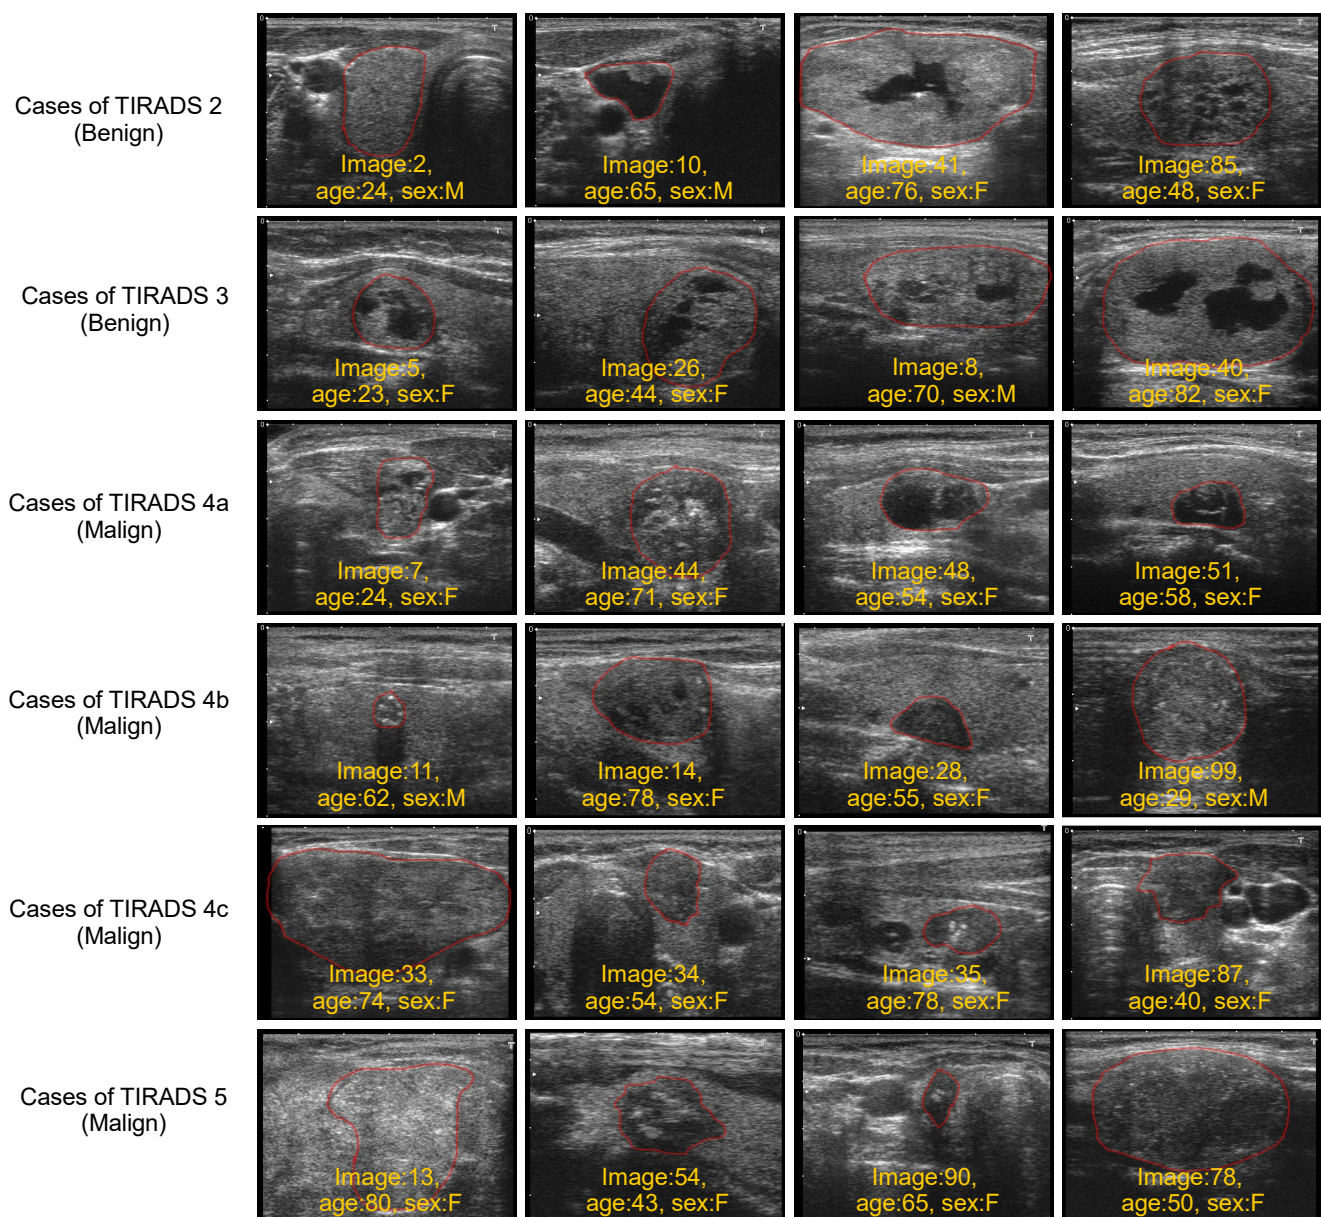 Cases of TIRADS 2
(Benign)
Image:2,
age:24, sex:M
Image:10,
age:65, sex:M
Image:41,
age:76, sex:F
Image:85,
age:48, sex:F
Cases of TIRADS 3
(Benign)
Image:5,
age:23, sex:F
Image:26,
age:44, sex:F
Image:8,
age:70, sex:M
Image:40,
age:82, sex:F
Cases of TIRADS 4a
(Malign)
Image:7,
age:24, sex:F
Image:44,
age:71, sex:F
Image:48,
age:54, sex:F
Image:51,
age:58, sex:F
Cases of TIRADS 4b
(Malign)
Image:11,
age:62, sex:M
Image:14,
age:78, sex:F
Image:28,
age:55, sex:F
Image:99,
age:29, sex:M
Cases of TIRADS 4c
(Malign)
Image:33,
age:74, sex:F
Image:34,
age:54, sex:F
Image:35,
age:78, sex:F
Image:87,
age:40, sex:F
Cases of TIRADS 5
(Malign)
Image:13,
age:80, sex:F
Image:54,
age:43, sex:F
Image:90,
age:65, sex:F
Image:78,
age:50, sex:F